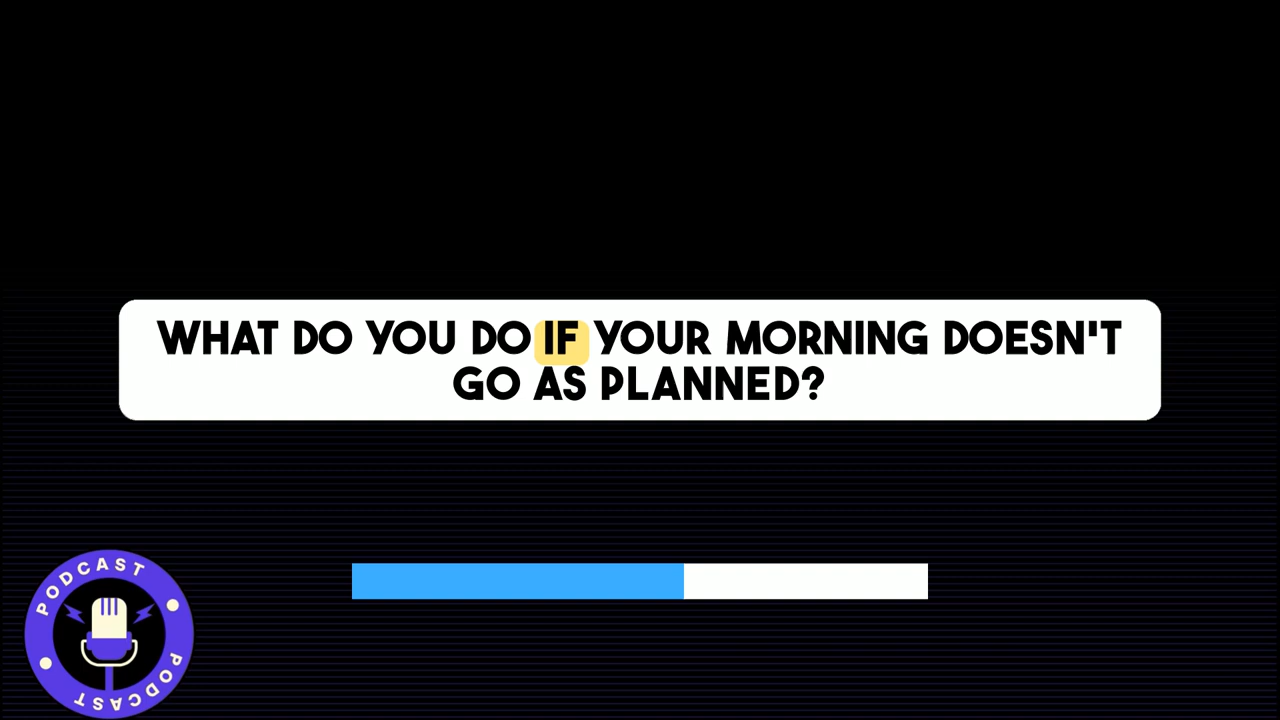 WHAT DO YOU DO IF YOUR MORNING DOESN'T
GO AS PLANNED?
PODCAST
PODCAST